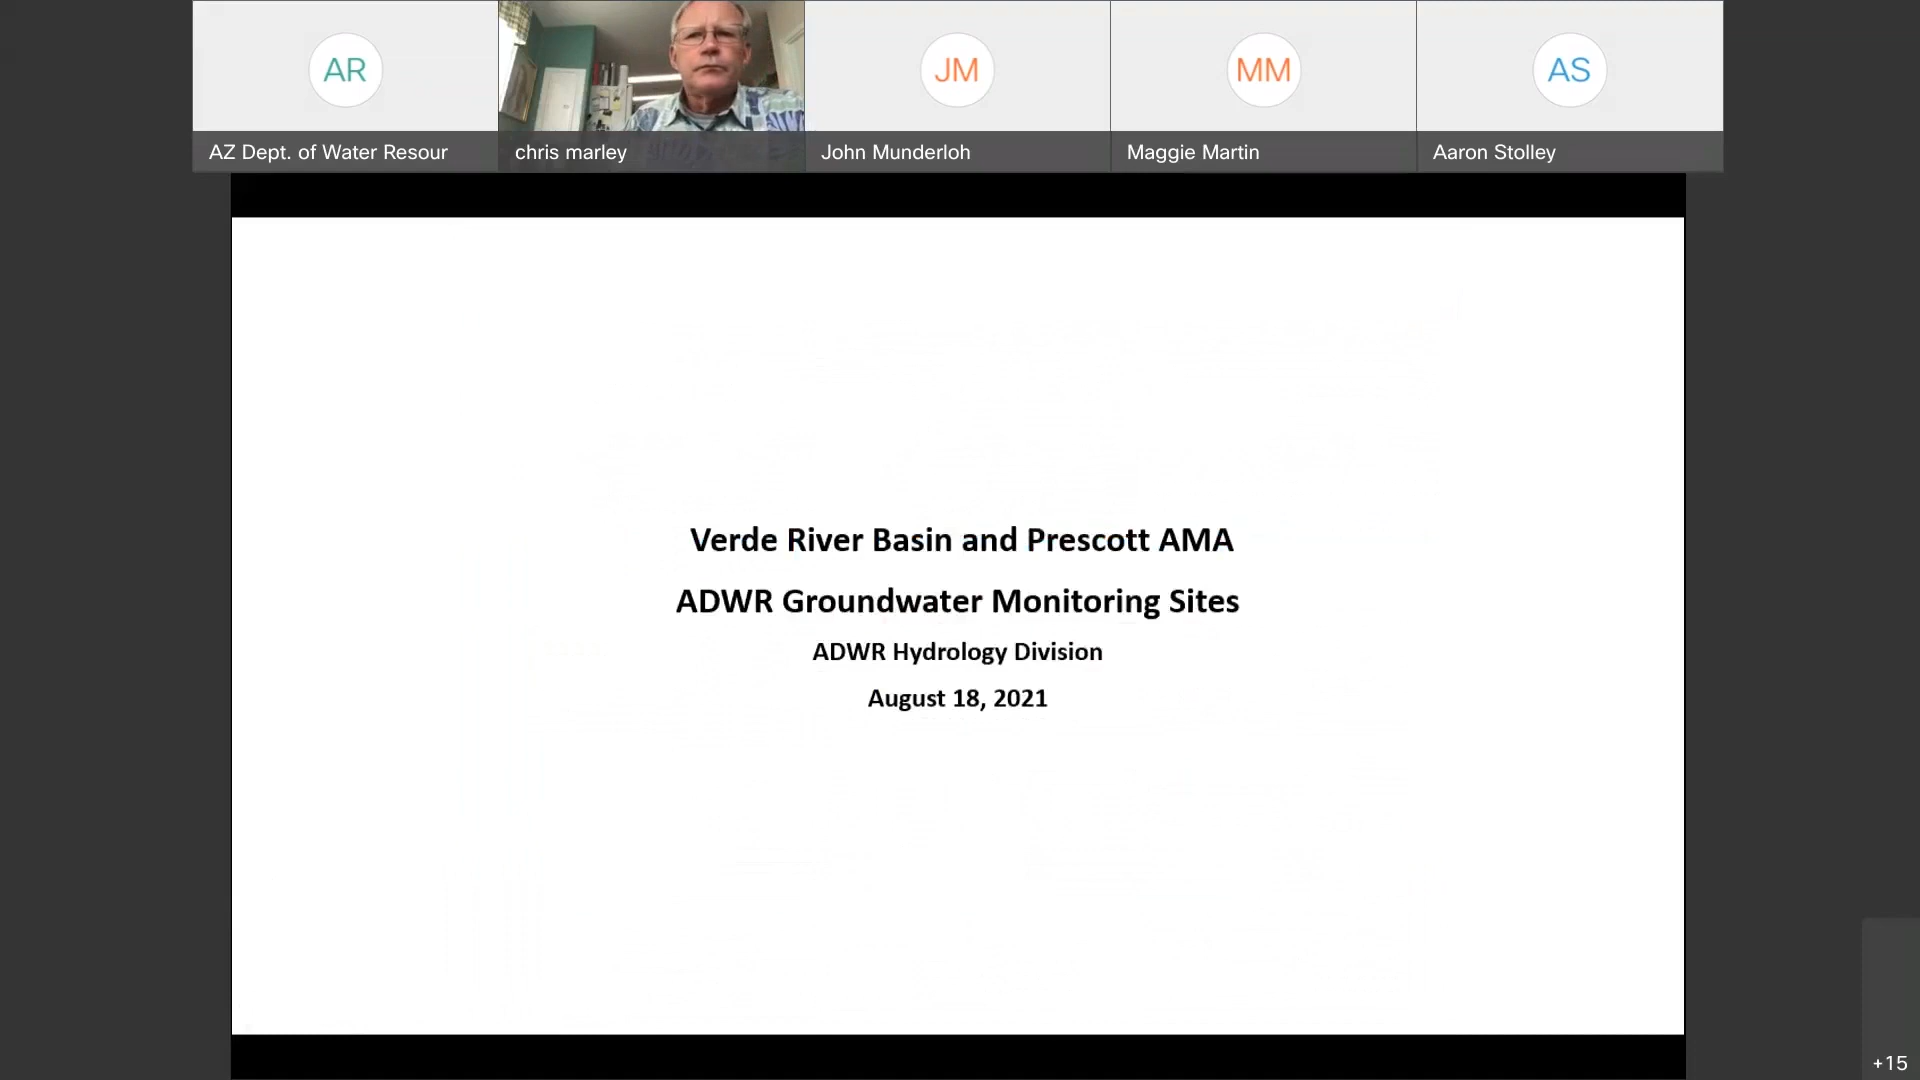 AR
JM
MM
AS
AZ Dept. of Water Resour
chris marley
John Munderloh
Maggie Martin
Aaron Stolley
Verde River Basin and Prescott AMA
ADWR Groundwater Monitoring Sites
ADWR Hydrology Division
August 18, 2021
+15